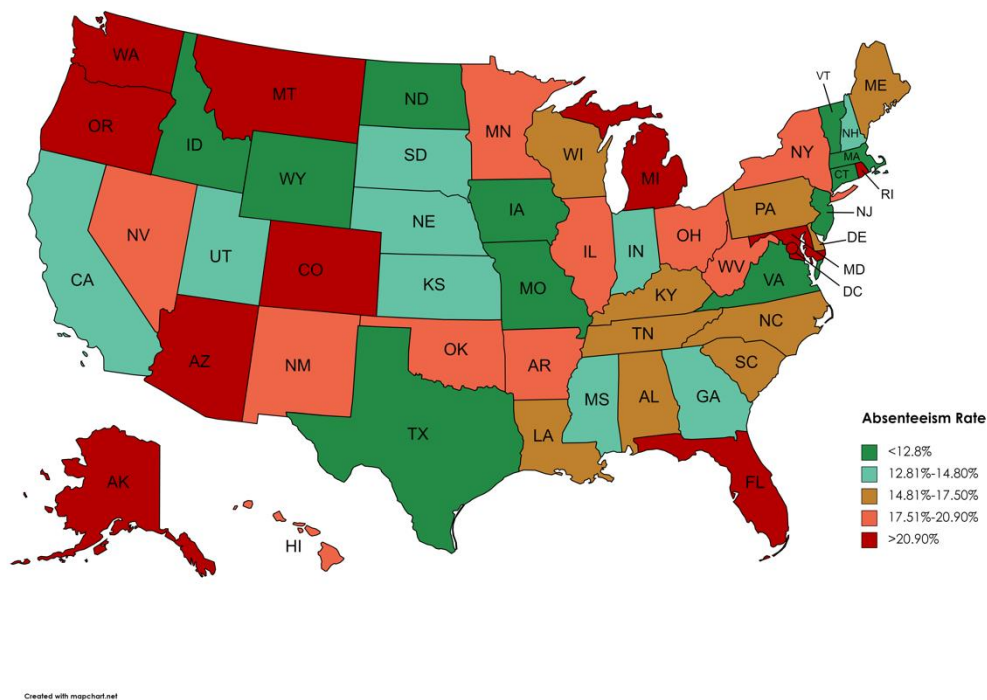 WA
MT
ND
MN
ME
VT
OR
ID
SD
WI
NH
NY
MA
WY
MI
CT
RI
IA
PA
NJ
NE
NV
UT
IL
IN
OH
DE
CA
CO
WV
MD
KS
MO
VA
DC
KY
NC
TN
OK
AZ
NM
AR
SC
MS
AL
GA
TX
LA
Absenteeism Rate
<12.8%
12.81%-14.80%
14.81%-17.50%
17.51%-20.90%
>20.90%
AK
FL
HI
Created with mapchart.net